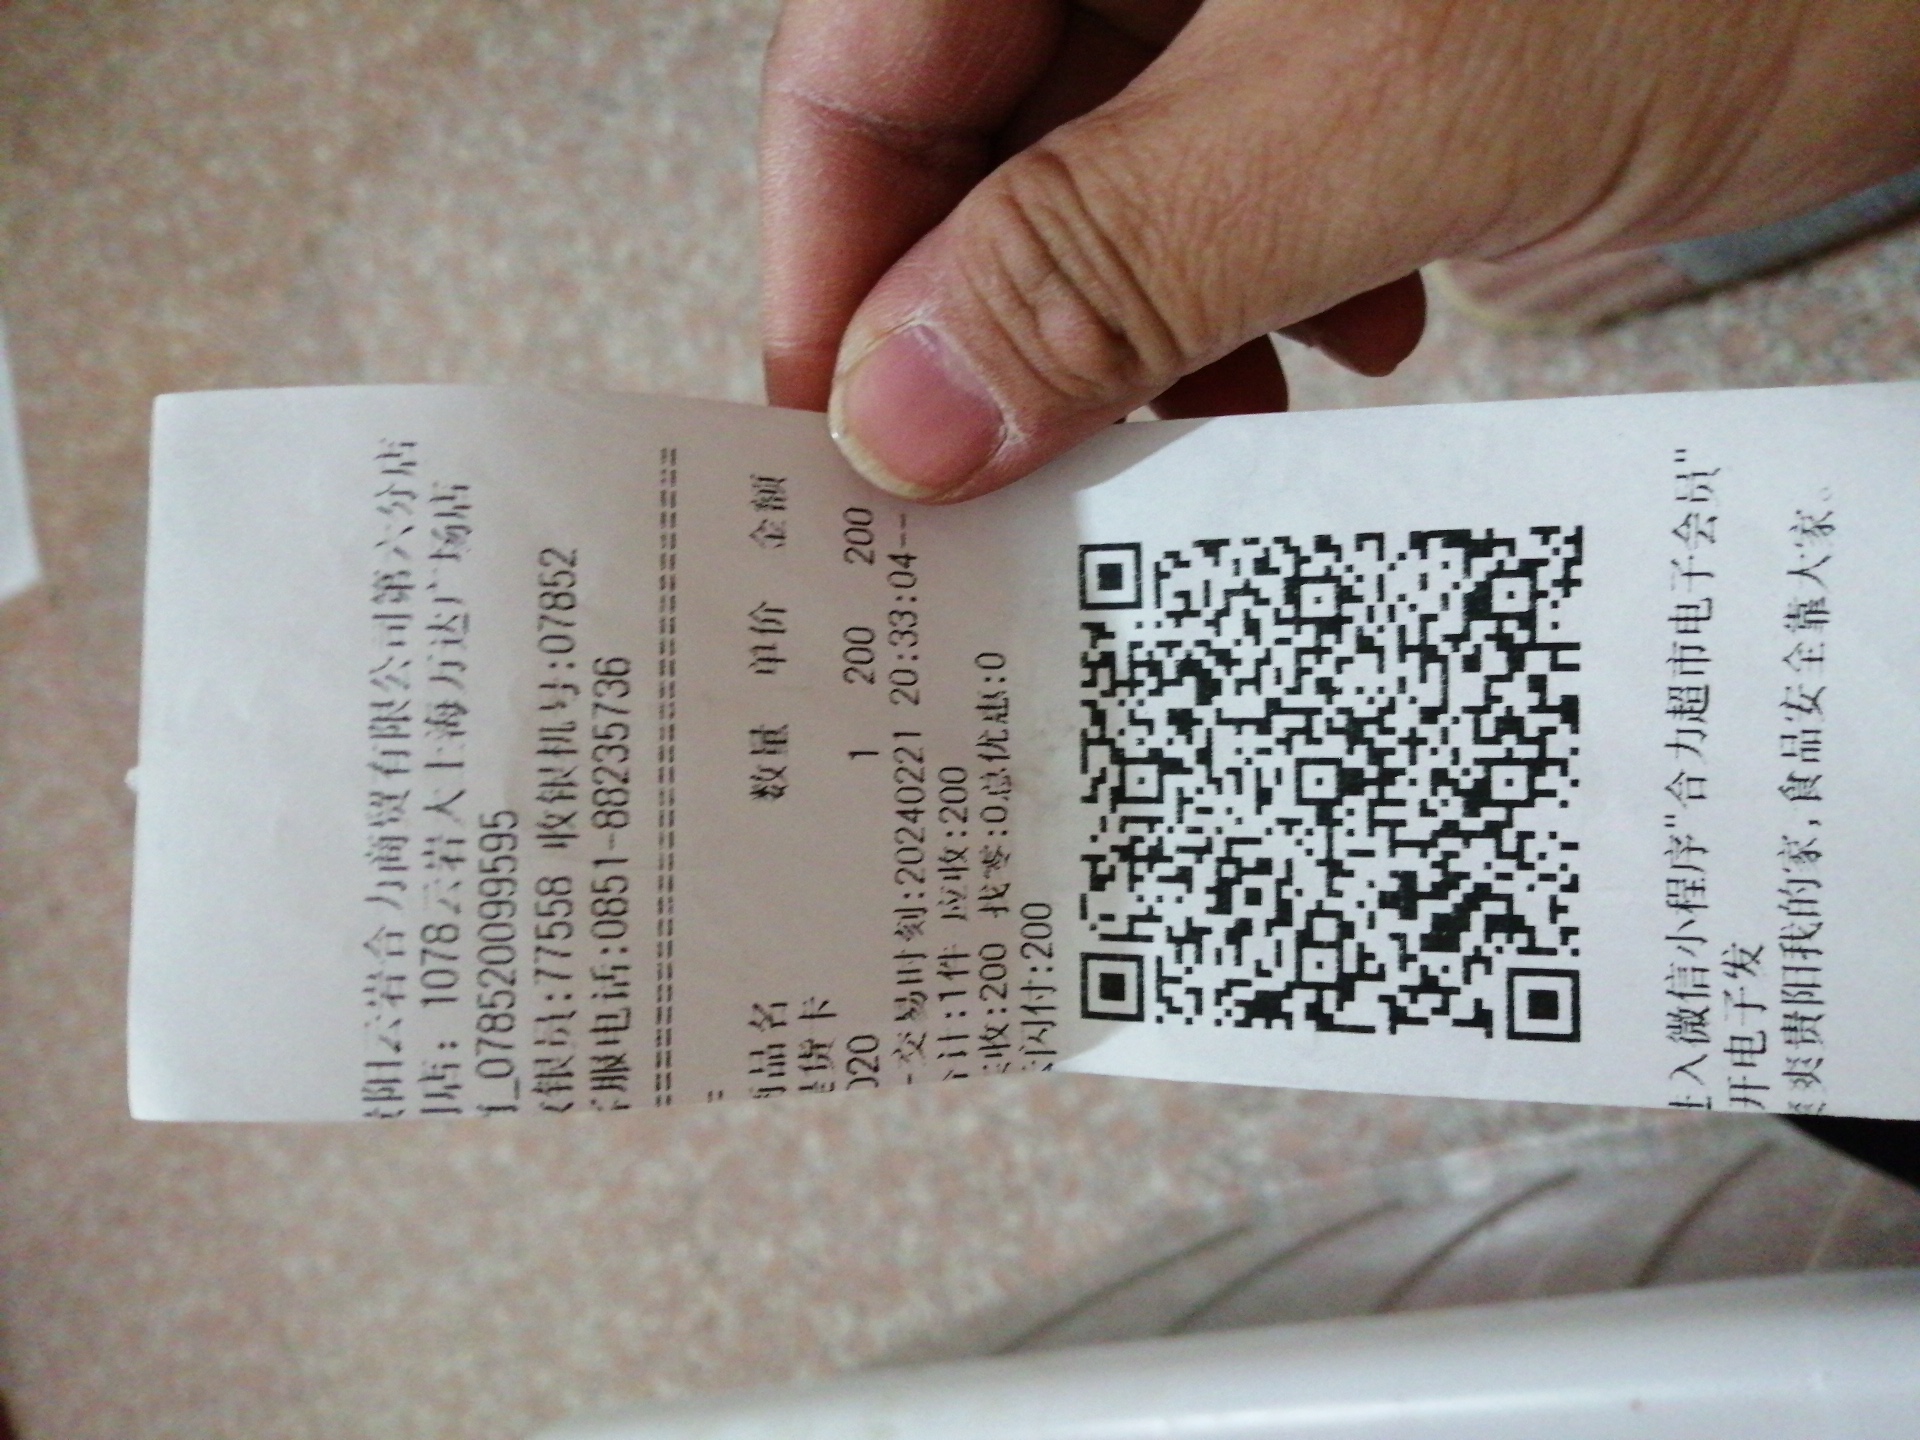 阳云岩合力商贸有限公司第六分店
店: 1078云岩大上海万达广场店
_078520099595
银员:77558 收银机号:07852
服电话:0851-88235736
================================
=
品名 数量 单价 金额
货卡
020 1 200 200
-交易时刻:20240221 20:33:04--
计:1件 应收:200
收:200 找零:0总优惠:0
闪付:200
入微信小程序"合力超市电子会员"
开电子发
爽贵阳我的家,食品安全靠大家。